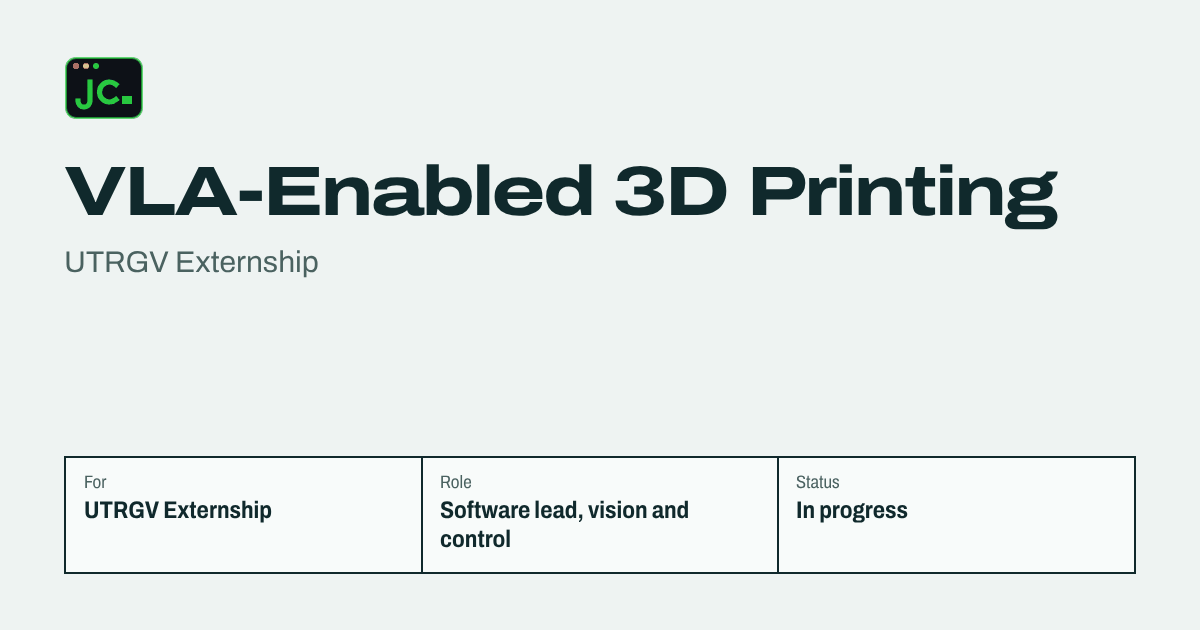 JC.
VLA-Enabled 3D Printing
UTRGV Externship
For
UTRGV Externship
Role
Software lead, vision and
control
Status
In progress